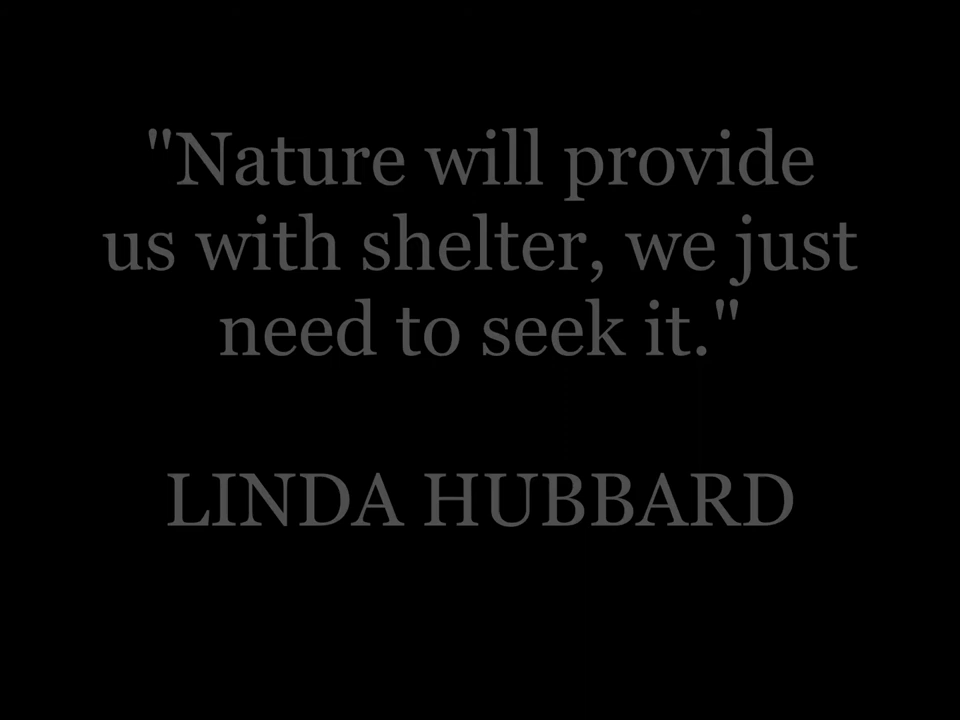 "Nature will provide
us with shelter, we just
need to seek it."
LINDA HUBBARD